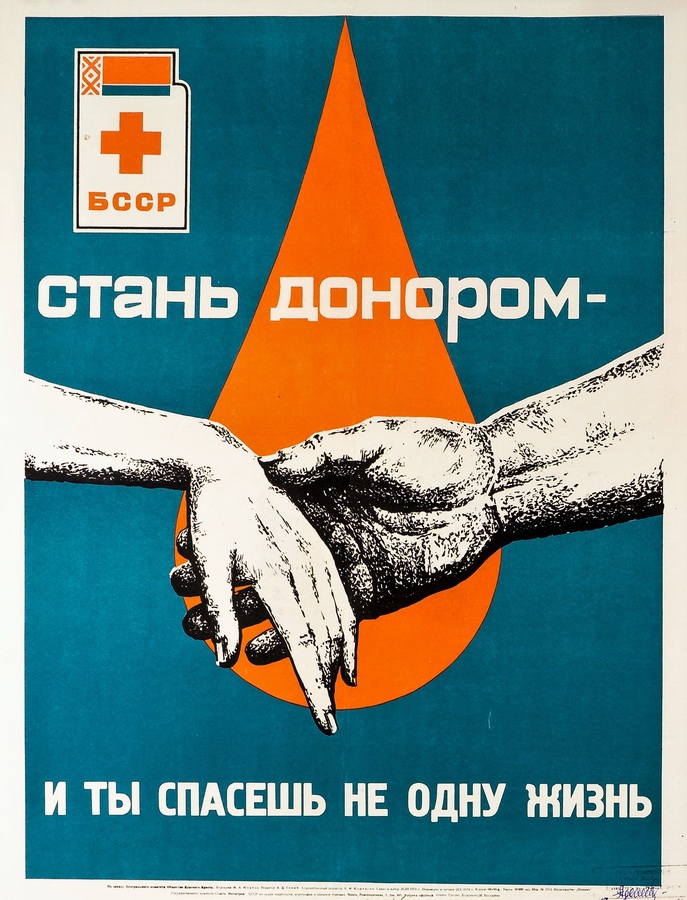 БССР
стань донором-
И ТЫ СПАСЕШЬ НЕ ОДНУ ЖИЗНЬ